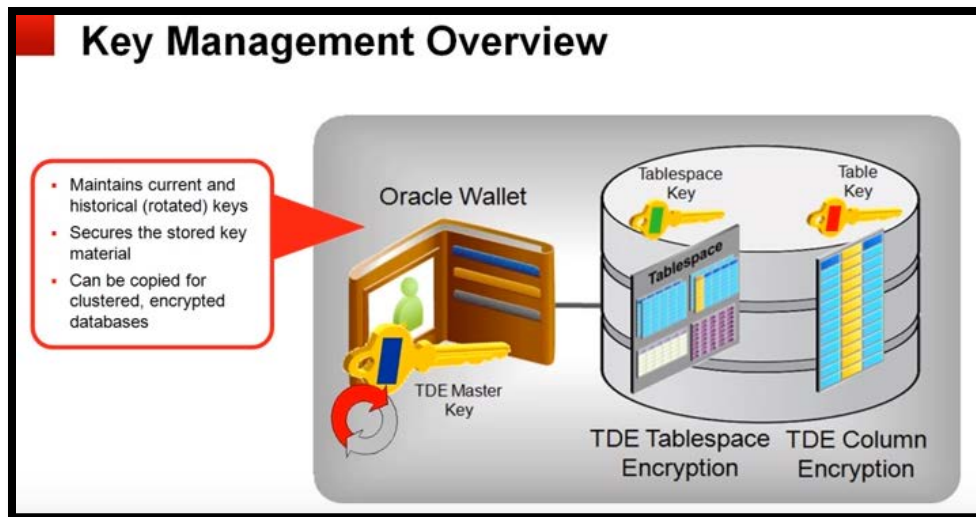 Key Management Overview
▪ Maintains current and
historical (rotated) keys
▪ Secures the stored key
material
▪ Can be copied for
clustered, encrypted
databases
Oracle Wallet
TDE Master
Key
Tablespace
Key
Table
Key
Tablespace
TDE Tablespace
Encryption
TDE Column
Encryption